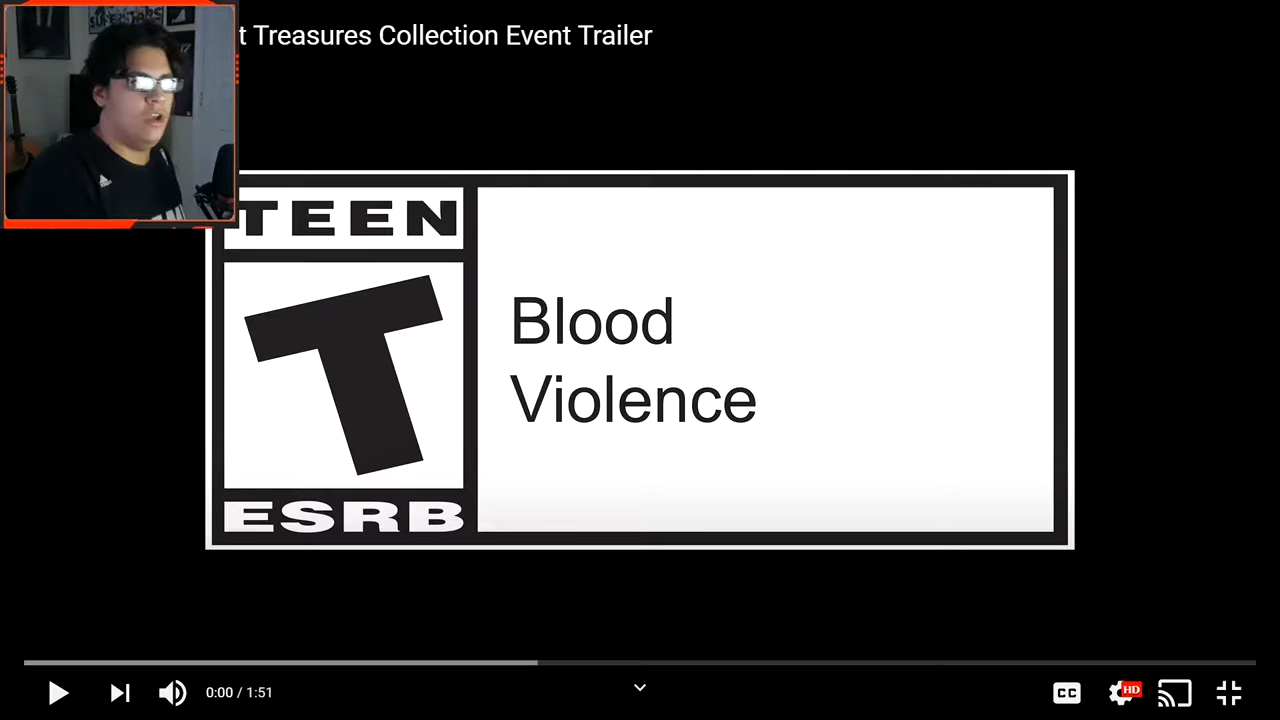 t Treasures Collection Event Trailer
TEEN
T
ESRB
Blood
Violence
0:00 / 1:51
CC
HD